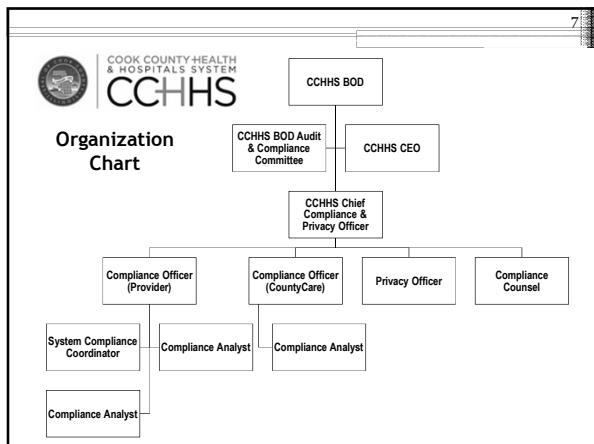 7
COOK COUNTY HEALTH
& HOSPITALS SYSTEM
CCHHS
Organization
Chart
CCHHS BOD
CCHHS BOD Audit
& Compliance
Committee
CCHHS CEO
CCHHS Chief
Compliance &
Privacy Officer
Compliance Officer
(Provider)
Compliance Officer
(CountyCare)
Privacy Officer
Compliance
Counsel
System Compliance
Coordinator
Compliance Analyst
Compliance Analyst
Compliance Analyst